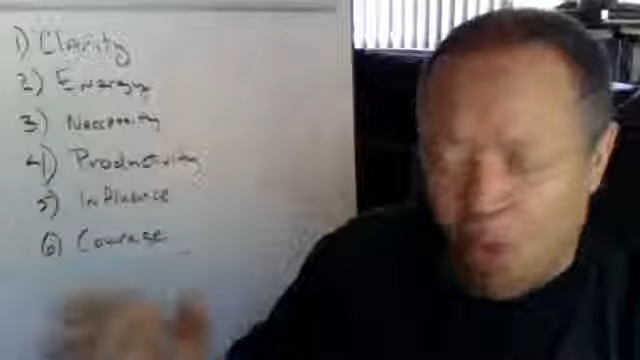 1) Clarity
2) Energy
3) Necessity
4) Productivity
5) Influence
6) Courage